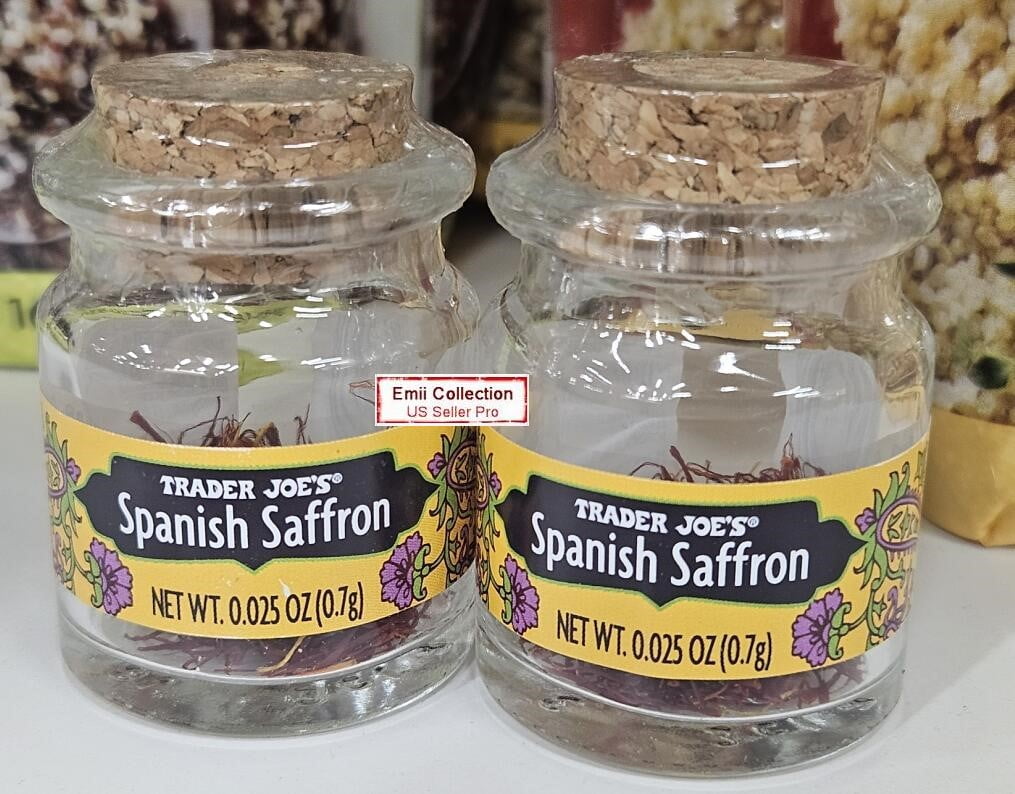 Emii Collection
US Seller Pro
TRADER JOE'S®
Spanish Saffron
NET WT. 0.025 OZ (0.7g)
TRADER JOE'S®
Spanish Saffron
NET WT. 0.025 OZ (0.7g)